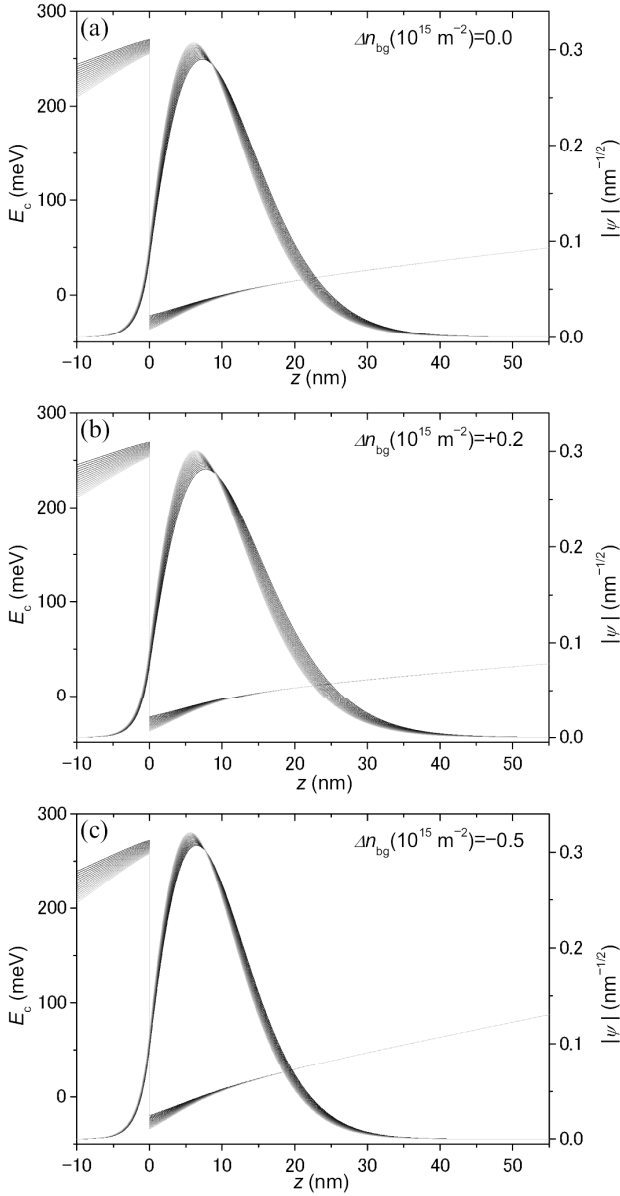 (a)
Δn_bg(10^15 m^−2)=0.0
300
200
100
0
E_c (meV)
0.3
0.2
0.1
0.0
|ψ| (nm^−1/2)
−10 0 10 20 30 40 50
z (nm)
(b)
Δn_bg(10^15 m^−2)=+0.2
300
200
100
0
E_c (meV)
0.3
0.2
0.1
0.0
|ψ| (nm^−1/2)
−10 0 10 20 30 40 50
z (nm)
(c)
Δn_bg(10^15 m^−2)=−0.5
300
200
100
0
E_c (meV)
0.3
0.2
0.1
0.0
|ψ| (nm^−1/2)
−10 0 10 20 30 40 50
z (nm)